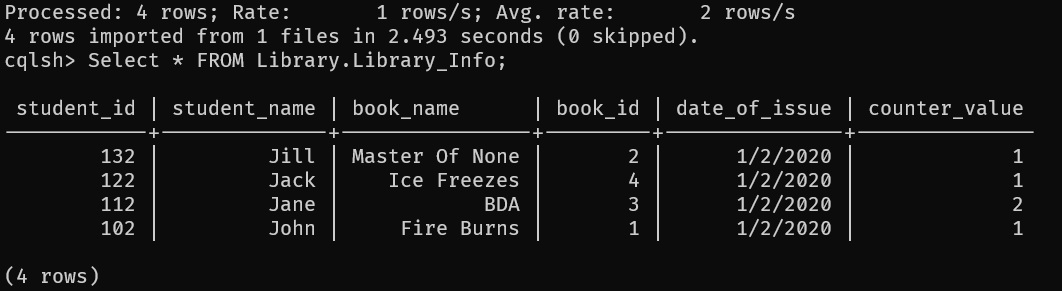 Processed: 4 rows; Rate:       1 rows/s; Avg. rate:       2 rows/s
4 rows imported from 1 files in 2.493 seconds (0 skipped).
cqlsh> Select * FROM Library.Library_Info;
student_id | student_name | book_name | book_id | date_of_issue | counter_value
132 | Jill | Master Of None | 2 | 1/2/2020 | 1
122 | Jack | Ice Freezes | 4 | 1/2/2020 | 1
112 | Jane | BDA | 3 | 1/2/2020 | 2
102 | John | Fire Burns | 1 | 1/2/2020 | 1
(4 rows)